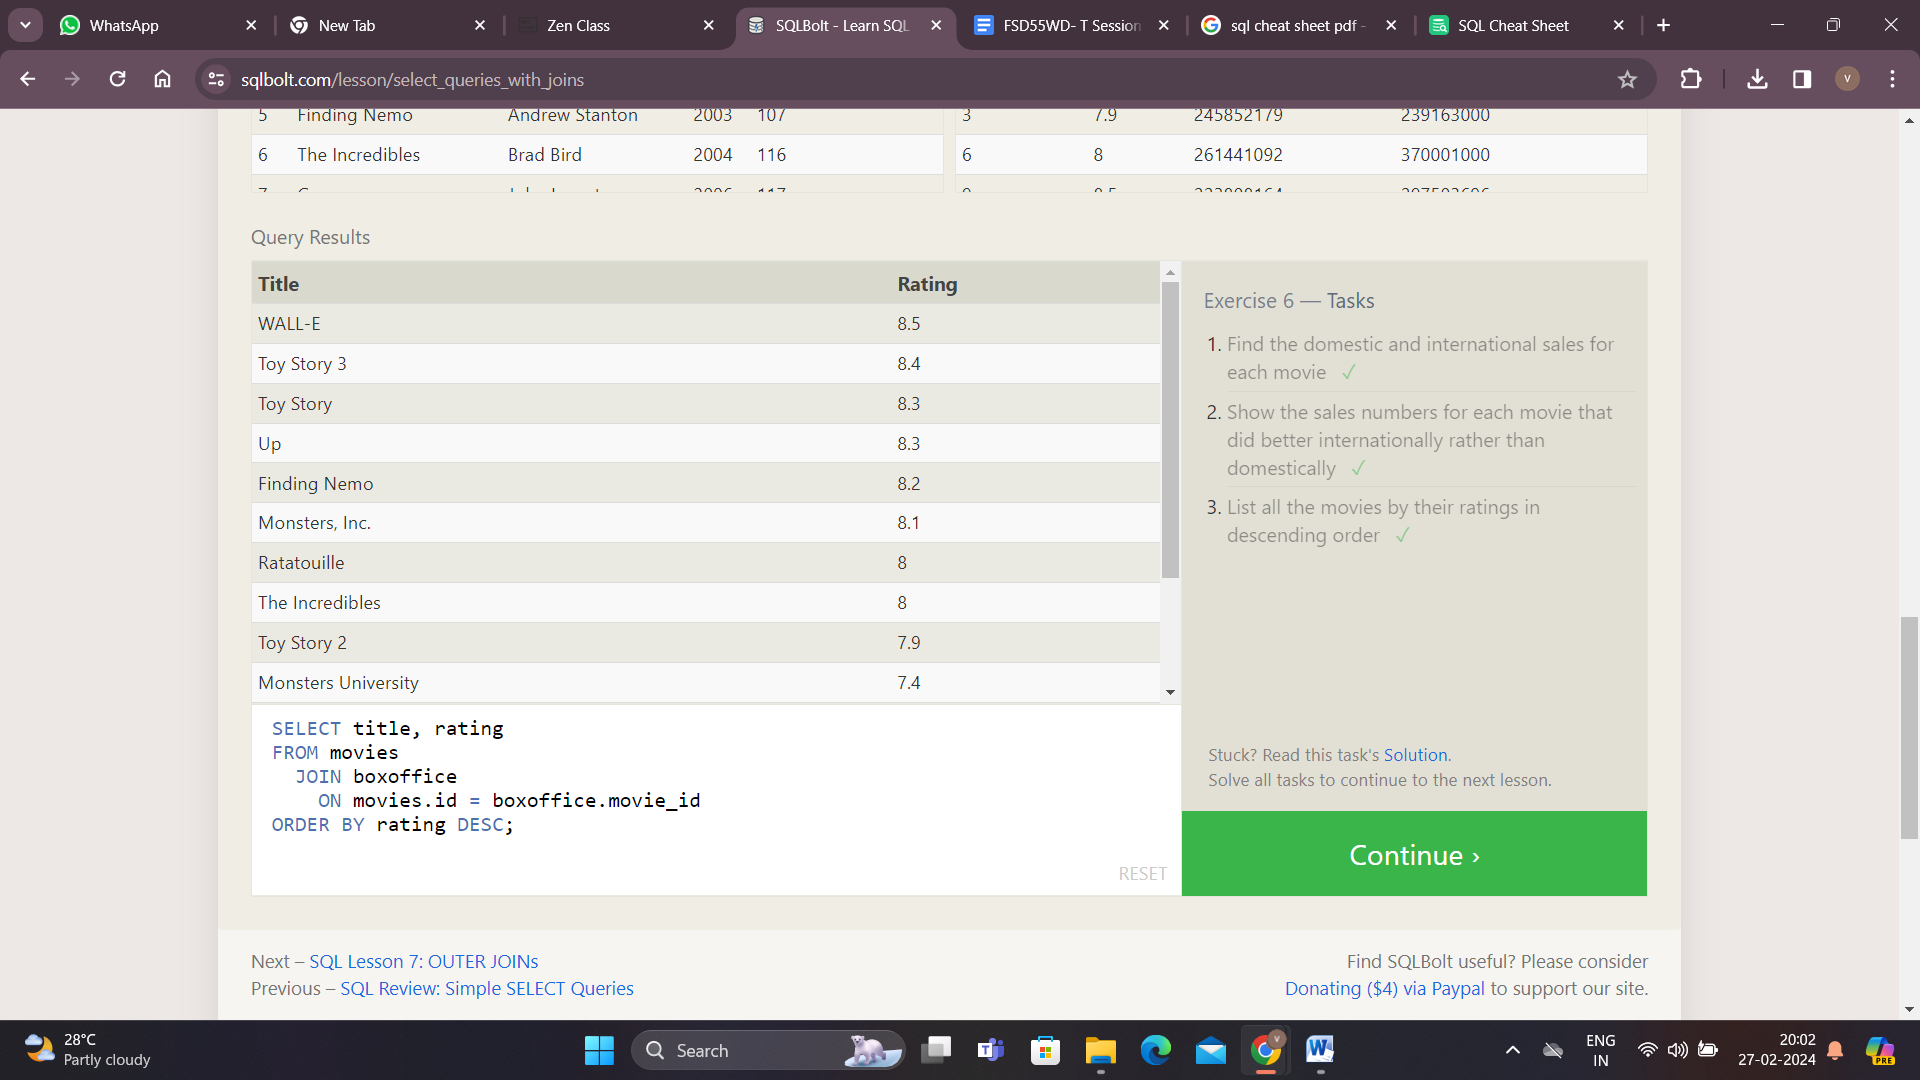 WhatsApp
New Tab
Zen Class
SQLBolt - Learn SQL
FSD55WD- T Session
sql cheat sheet pdf -
SQL Cheat Sheet
sqlbolt.com/lesson/select_queries_with_joins
V
5 Finding Nemo Andrew Stanton 2003 107
3 7.9 245852179 239163000
6 The Incredibles Brad Bird 2004 116
6 8 261441092 370001000
Query Results
Title Rating
WALL-E 8.5
Toy Story 3 8.4
Toy Story 8.3
Up 8.3
Finding Nemo 8.2
Monsters, Inc. 8.1
Ratatouille 8
The Incredibles 8
Toy Story 2 7.9
Monsters University 7.4
Exercise 6 — Tasks
1. Find the domestic and international sales for
each movie ✓
2. Show the sales numbers for each movie that
did better internationally rather than
domestically ✓
3. List all the movies by their ratings in
descending order ✓
SELECT title, rating
FROM movies
JOIN boxoffice
ON movies.id = boxoffice.movie_id
ORDER BY rating DESC;
RESET
Stuck? Read this task's Solution.
Solve all tasks to continue to the next lesson.
Continue ›
Next – SQL Lesson 7: OUTER JOINs
Previous – SQL Review: Simple SELECT Queries
Find SQLBolt useful? Please consider
Donating ($4) via Paypal to support our site.
28°C
Partly cloudy
Search
ENG
IN
20:02
27-02-2024
PRE